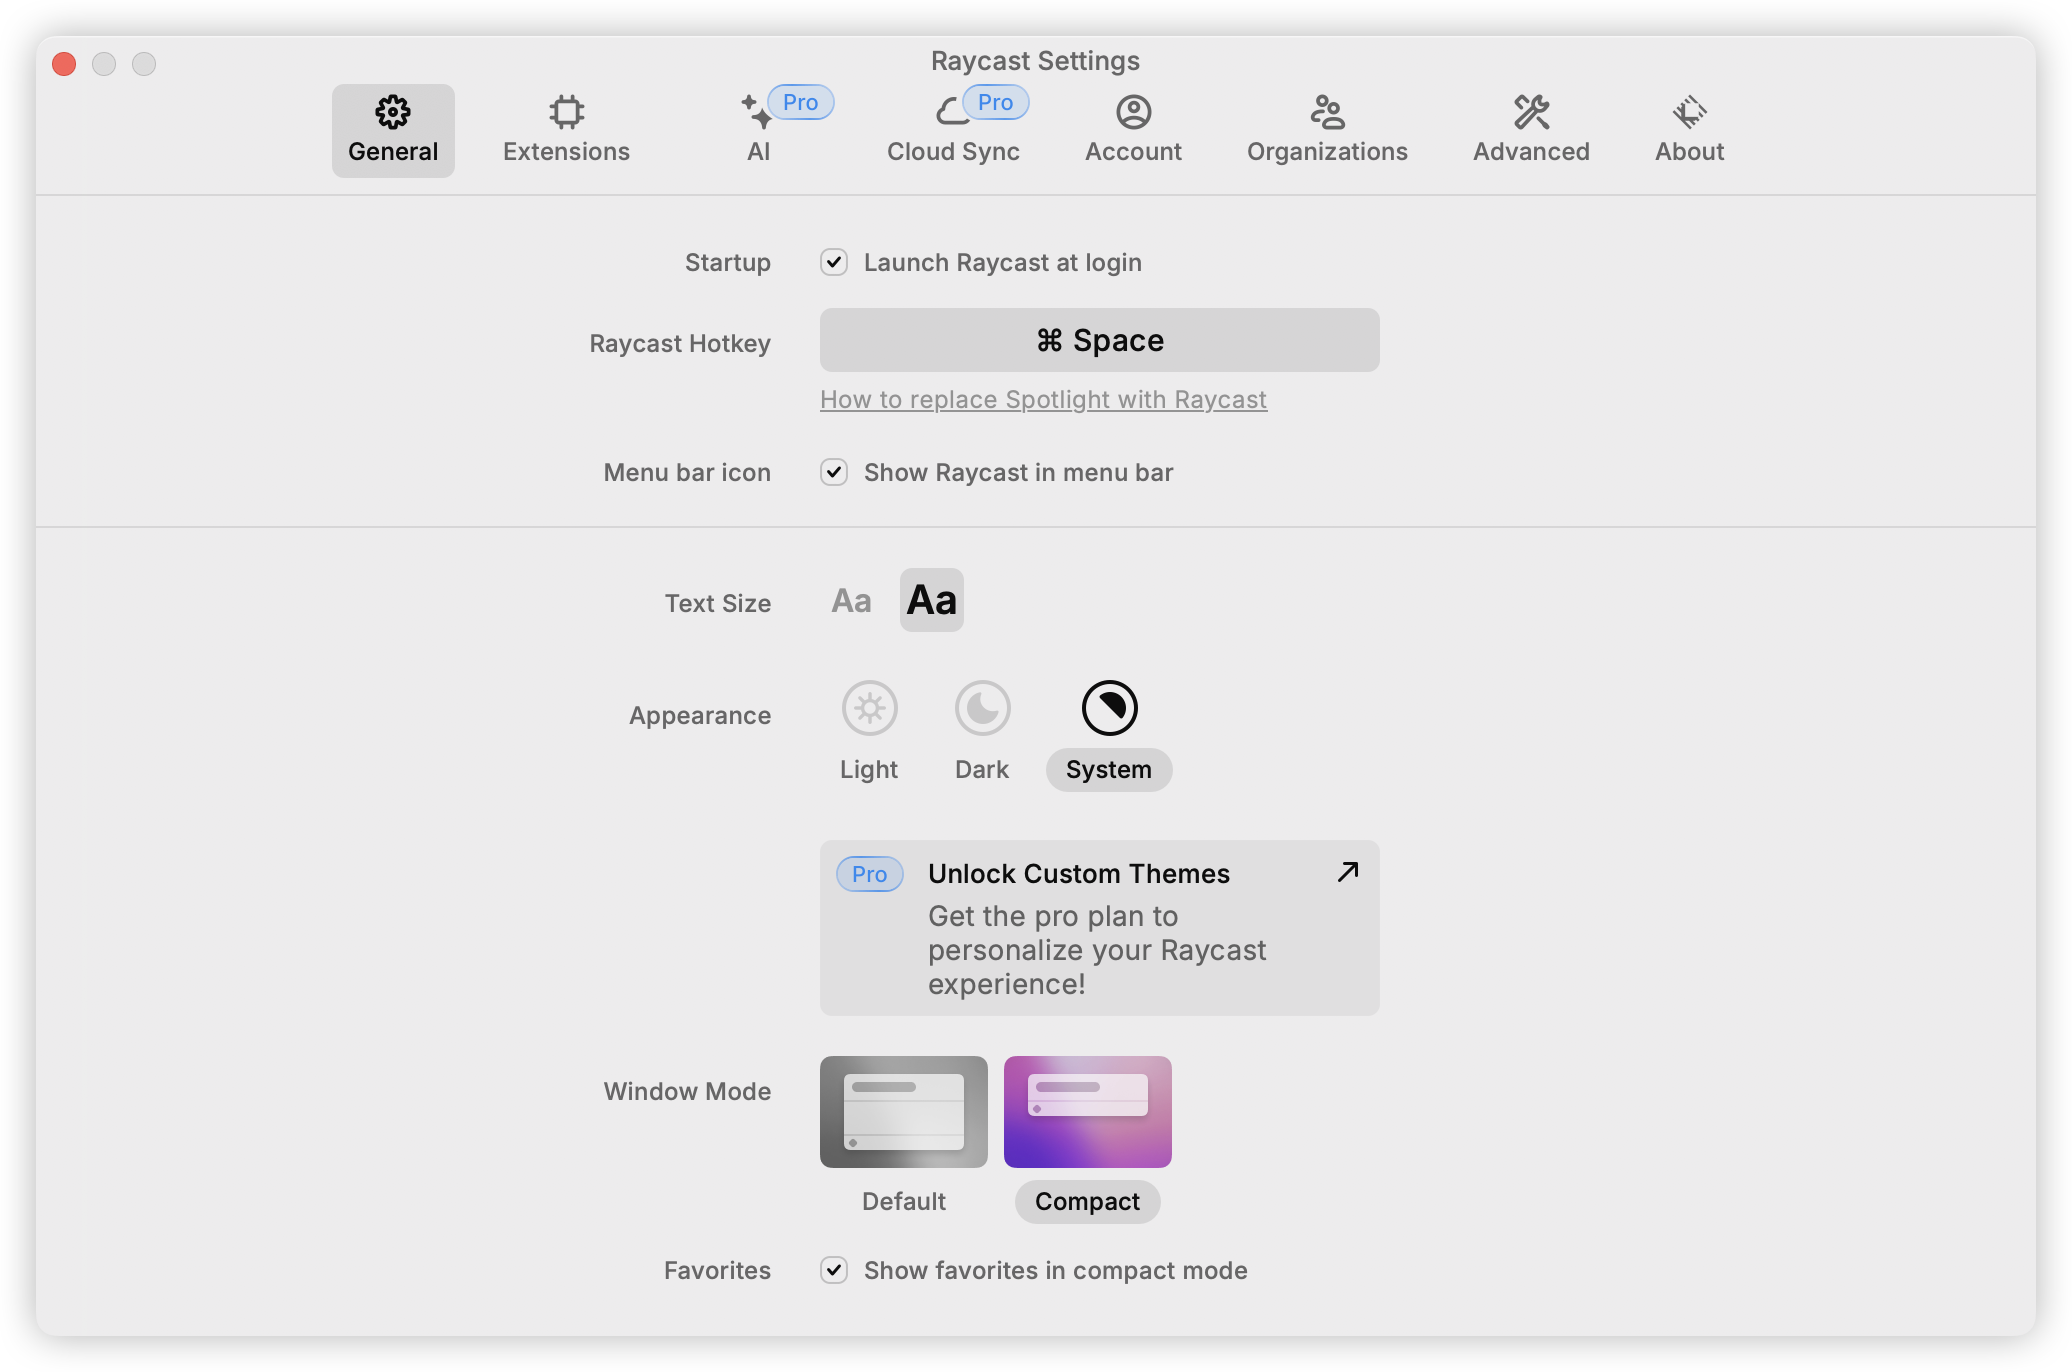 Raycast Settings
General
Extensions
Pro
AI
Pro
Cloud Sync
Account
Organizations
Advanced
About
Startup
Launch Raycast at login
Raycast Hotkey
⌘ Space
How to replace Spotlight with Raycast
Menu bar icon
Show Raycast in menu bar
Text Size
Aa
Aa
Appearance
Light
Dark
System
Pro
Unlock Custom Themes
Get the pro plan to
personalize your Raycast
experience!
Window Mode
Default
Compact
Favorites
Show favorites in compact mode